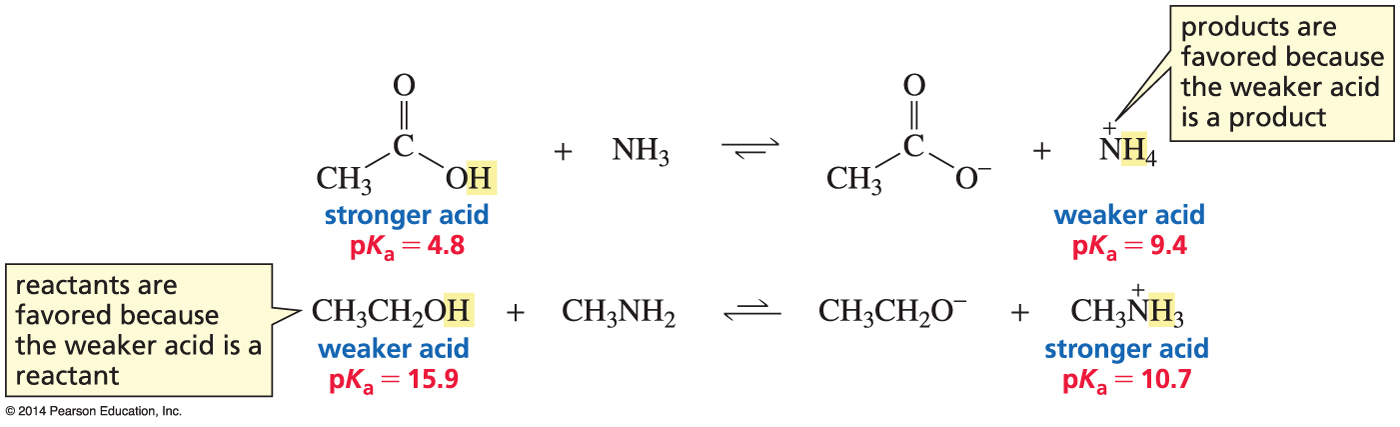 products are
favored because
the weaker acid
is a product
O
C
CH₃
OH
+
NH₃
⇌
O
C
CH₃
O⁻
+
⁺NH₄
stronger acid
pKₐ = 4.8
weaker acid
pKₐ = 9.4
reactants are
favored because
the weaker acid is a
reactant
CH₃CH₂OH + CH₃NH₂ ⇌ CH₃CH₂O⁻ + CH₃N⁺H₃
weaker acid
pKₐ = 15.9
stronger acid
pKₐ = 10.7
© 2014 Pearson Education, Inc.